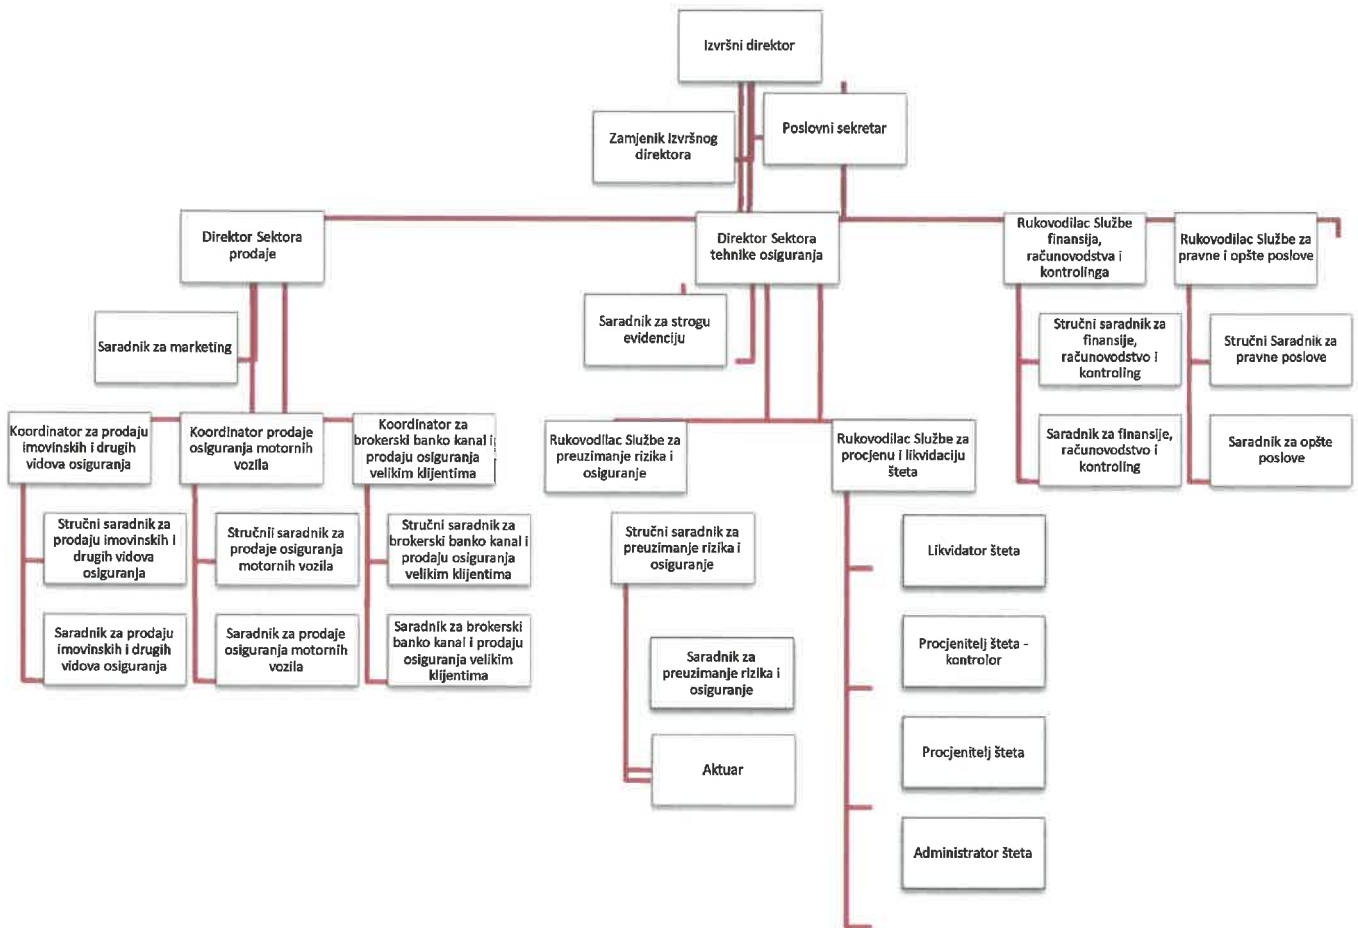 Izvršni direktor
Zamjenik Izvršnog
direktora
Poslovni sekretar
Direktor Sektora
prodaje
Direktor Sektora
tehnike osiguranja
Rukovodilac Službe
finansija,
računovodstva i
kontrolinga
Rukovodilac Službe za
pravne i opšte poslove
Saradnik za marketing
Saradnik za strogu
evidenciju
Stručni saradnik za
finansije,
računovodstvo i
kontroling
Stručni Saradnik za
pravne poslove
Koordinator za prodaju
imovinskih i drugih
vidova osiguranja
Koordinator prodaje
osiguranja motornih
vozila
Koordinator za
brokerski banko kanal i
prodaju osiguranja
velikim klijentima
Rukovodilac Službe za
preuzimanje rizika i
osiguranje
Rukovodilac Službe za
procjenu i likvidaciju
šteta
Saradnik za finansije,
računovodstvo i
kontroling
Saradnik za opšte
poslove
Stručni saradnik za
prodaju imovinskih i
drugih vidova
osiguranja
Stručnii saradnik za
prodaje osiguranja
motornih vozila
Stručni saradnik za
brokerski banko kanal i
prodaju osiguranja
velikim klijentima
Stručni saradnik za
preuzimanje rizika i
osiguranje
Likvidator šteta
Saradnik za prodaju
imovinskih i drugih
vidova osiguranja
Saradnik za prodaje
osiguranja motornih
vozila
Saradnik za brokerski
banko kanal i prodaju
osiguranja velikim
klijentima
Saradnik za
preuzimanje rizika i
osiguranje
Procjenitelj šteta -
kontrolor
Aktuar
Procjenitelj šteta
Administrator šteta